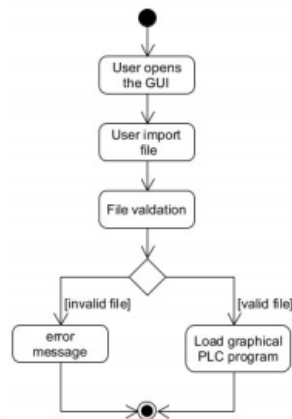 User opens
the GUI
User import
file
File valdation
[invalid file]
[valid file]
error
message
Load graphical
PLC program